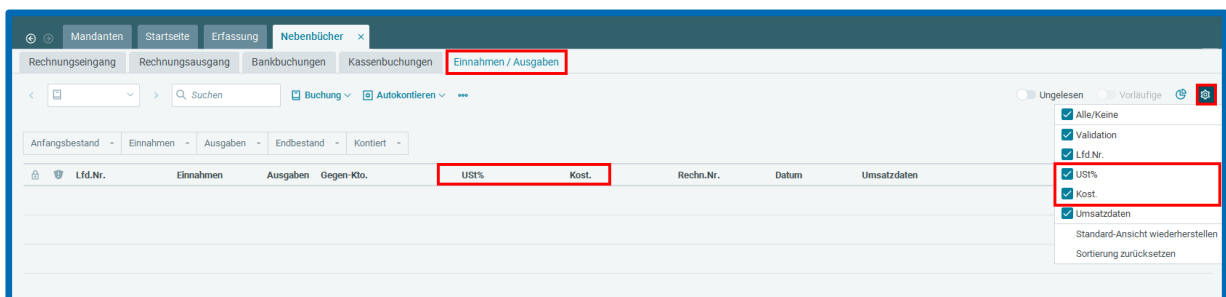 Mandanten Startseite Erfassung Nebenbücher ×
Rechnungseingang Rechnungsausgang Bankbuchungen Kassenbuchungen Einnahmen / Ausgaben
Suchen Buchung Autokontieren Ungelesen Vorläufige
Alle/Keine
Validation
Lfd.Nr.
USt%
Kost.
Umsatzdaten
Standard-Ansicht wiederherstellen
Sortierung zurücksetzen
Anfangsbestand - Einnahmen - Ausgaben - Endbestand - Kontiert -
Lfd.Nr. Einnahmen Ausgaben Gegen-Kto. USt% Kost. Rechn.Nr. Datum Umsatzdaten